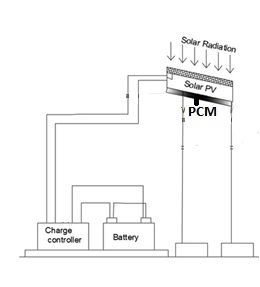 Solar Radiation
Solar PV
PCM
Charge
controller
Battery